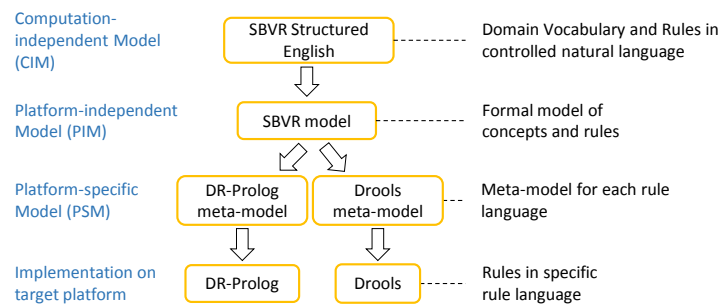 Computation-
independent Model
(CIM)
SBVR Structured
English
Domain Vocabulary and Rules in
controlled natural language
Platform-independent
Model (PIM)
SBVR model
Formal model of
concepts and rules
Platform-specific
Model (PSM)
DR-Prolog
meta-model
Drools
meta-model
Meta-model for each rule
language
Implementation on
target platform
DR-Prolog
Drools
Rules in specific
rule language